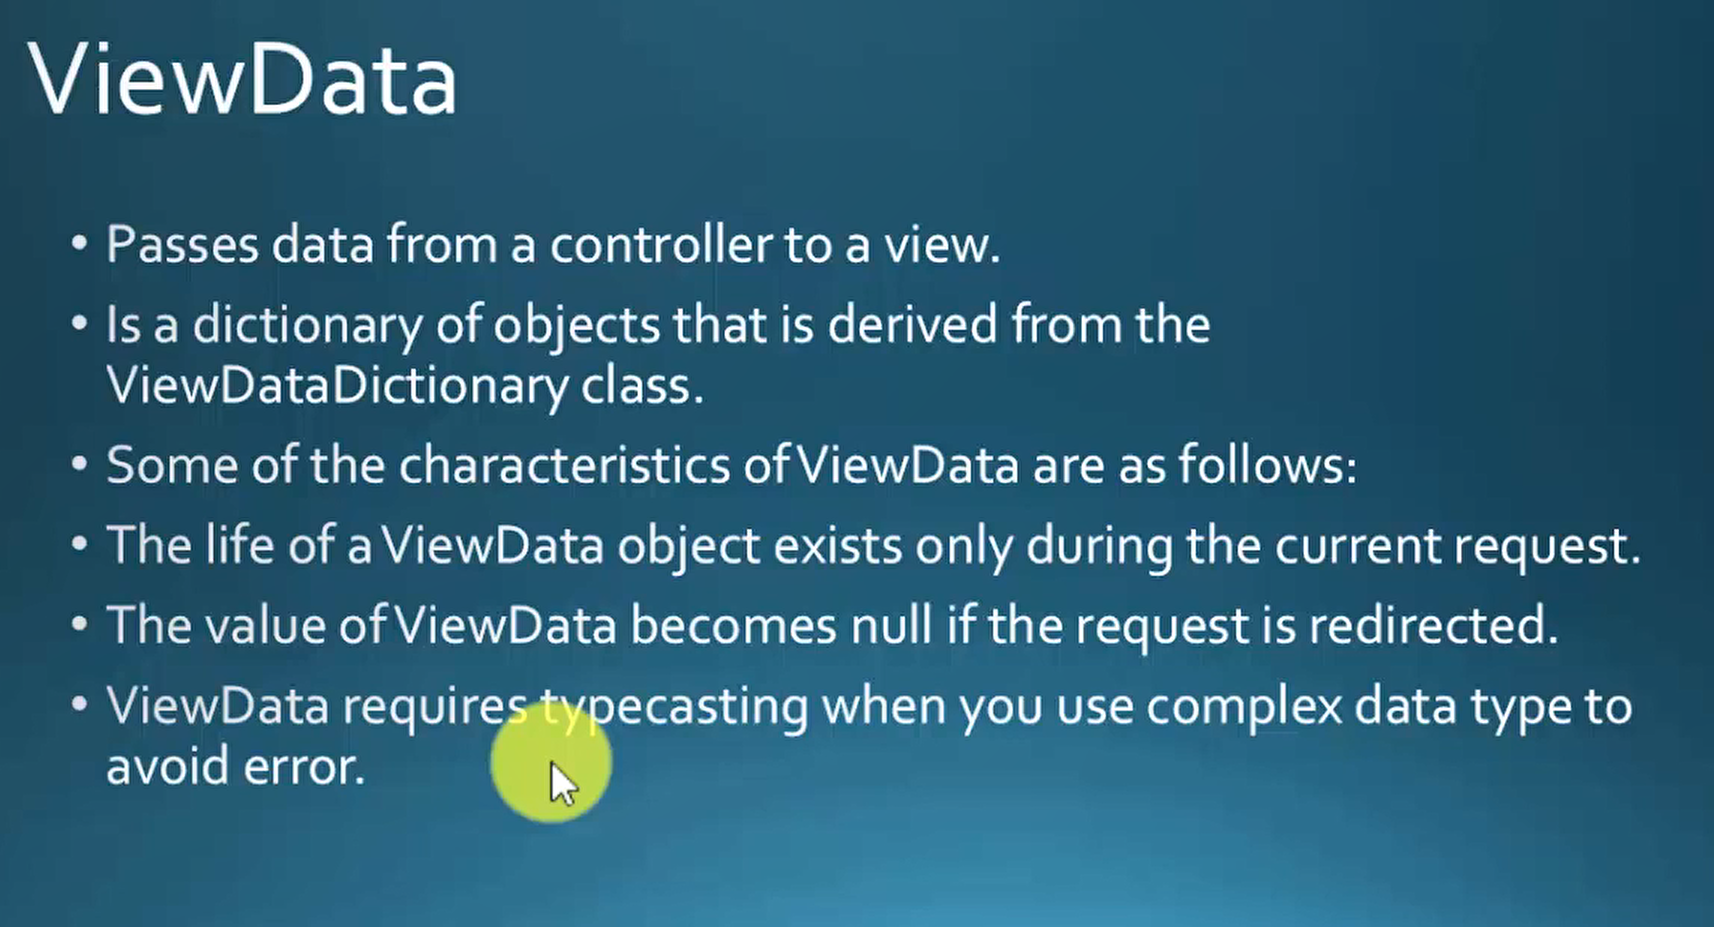 ViewData
• Passes data from a controller to a view.
• Is a dictionary of objects that is derived from the
ViewDataDictionary class.
• Some of the characteristics of ViewData are as follows:
• The life of a ViewData object exists only during the current request.
• The value of ViewData becomes null if the request is redirected.
• ViewData requires typecasting when you use complex data type to
avoid error.